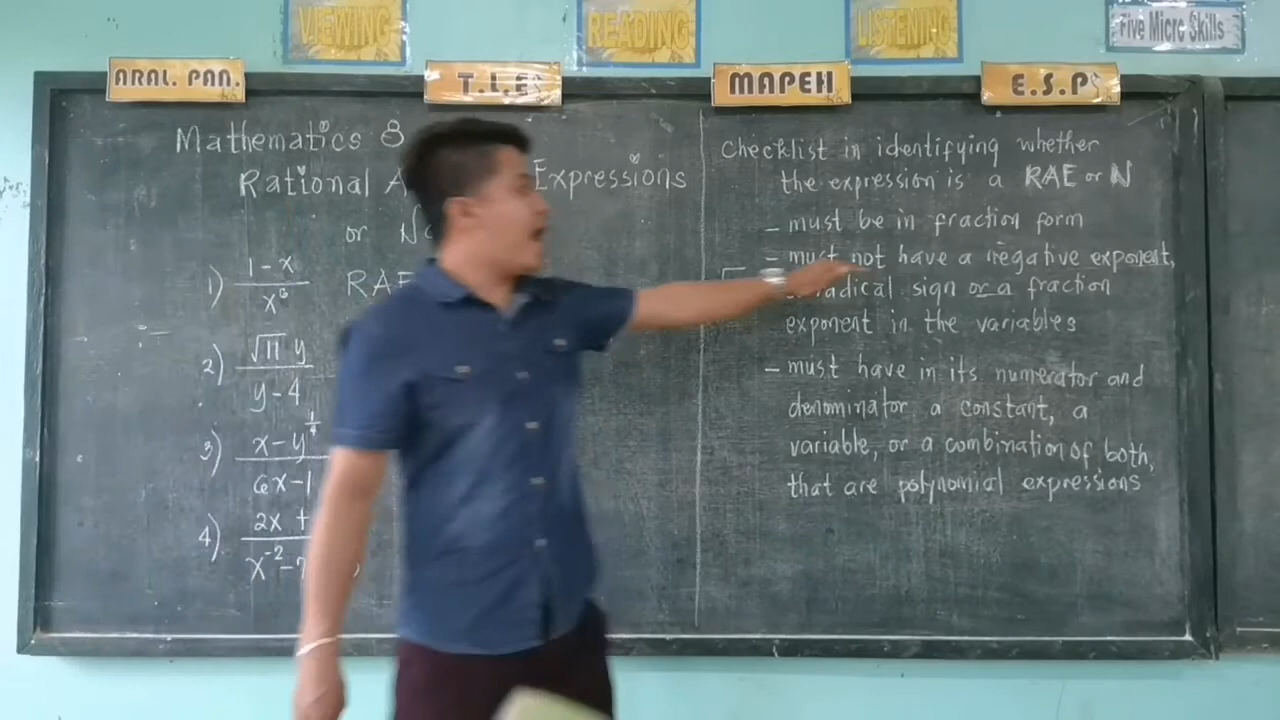 VIEWING
READING
LISTENING
Five Micro Skills
ARAL. PAN.
T.L.E
MAPEH
E.S.P
Mathematics 8
Rational A Expressions
or
1) 1-x / x⁶
RAE
2) √11 y / y-4
3) x-y^¼ / 6x-1
4) 2x + / x⁻²-
Checklist in identifying whether
the expression is a RAE or N
- must be in fraction form
- must not have a negative exponent,
radical sign or a fraction
exponent in the variables
- must have in its numerator and
denominator a constant, a
variable, or a combination of both,
that are polynomial expressions